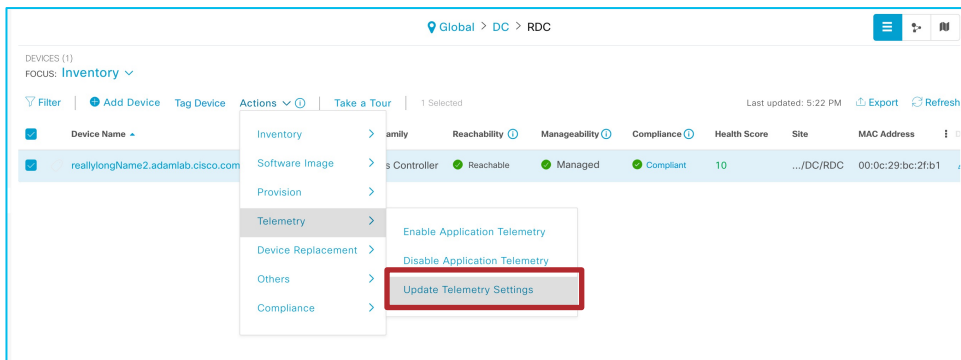 Global > DC > RDC
DEVICES (1)
FOCUS: Inventory
Filter | Add Device Tag Device Actions | Take a Tour | 1 Selected Last updated: 5:22 PM Export Refresh
Device Name amily Reachability Manageability Compliance Health Score Site MAC Address
reallylongName2.adamlab.cisco.com s Controller Reachable Managed Compliant 10 .../DC/RDC 00:0c:29:bc:2f:b1
Inventory >
Software Image >
Provision >
Telemetry >
Device Replacement >
Others >
Compliance >
Enable Application Telemetry
Disable Application Telemetry
Update Telemetry Settings